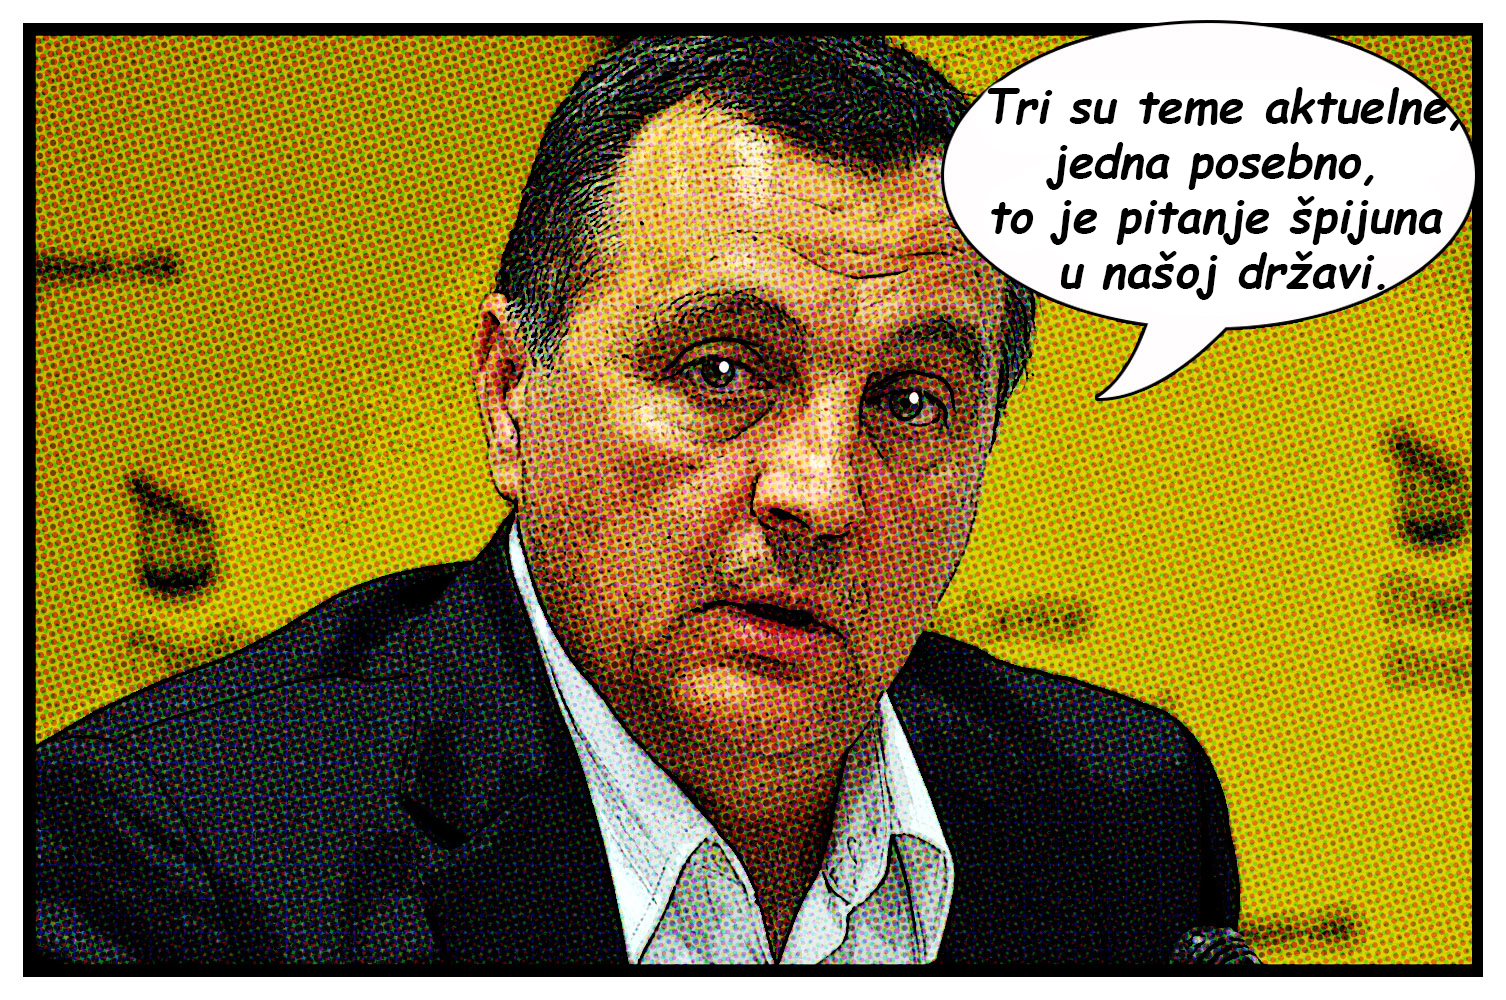 Tri su teme aktuelne,
jedna posebno,
to je pitanje špijuna
u našoj državi.